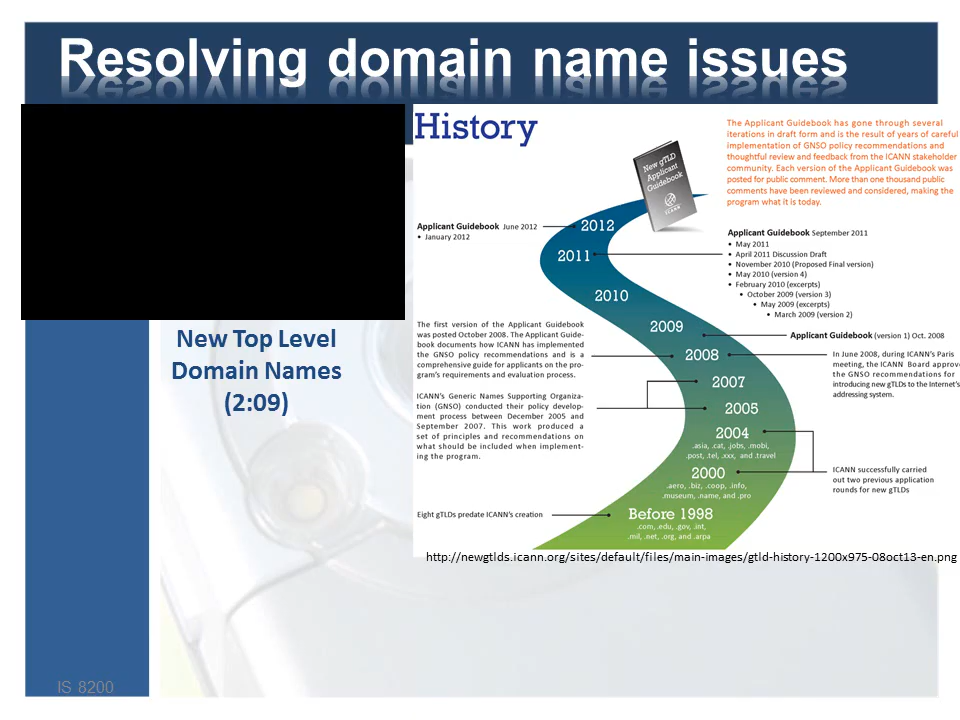 Resolving domain name issues
New Top Level
Domain Names
(2:09)
History
New gTLD
Applicant
Guidebook
ICANN
The Applicant Guidebook has gone through several
iterations in draft form and is the result of years of careful
implementation of GNSO policy recommendations and
thoughtful review and feedback from the ICANN stakeholder
community. Each version of the Applicant Guidebook was
posted for public comment. More than one thousand public
comments have been reviewed and considered, making the
program what it is today.
Applicant Guidebook June 2012
• January 2012
2012
Applicant Guidebook September 2011
• May 2011
• April 2011 Discussion Draft
• November 2010 (Proposed Final version)
• May 2010 (version 4)
• February 2010 (excerpts)
• October 2009 (version 3)
• May 2009 (excerpts)
• March 2009 (version 2)
2011
2010
2009
Applicant Guidebook (version 1) Oct. 2008
The first version of the Applicant Guidebook
was posted October 2008. The Applicant Guide-
book documents how ICANN has implemented
the GNSO policy recommendations and is a
comprehensive guide for applicants on the pro-
gram's requirements and evaluation process.
2008
In June 2008, during ICANN's Paris
meeting, the ICANN Board approve
the GNSO recommendations for
introducing new gTLDs to the Internet's
addressing system.
2007
ICANN's Generic Names Supporting Organiza-
tion (GNSO) conducted their policy develop-
ment process between December 2005 and
September 2007. This work produced a
set of principles and recommendations on
what should be included when implement-
ing the program.
2005
2004
.asia, .cat, .jobs, .mobi,
.post, .tel, .xxx, and .travel
2000
.aero, .biz, .coop, .info,
.museum, .name, and .pro
ICANN successfully carried
out two previous application
rounds for new gTLDs
Eight gTLDs predate ICANN's creation
Before 1998
.com, .edu, .gov, .int,
.mil, .net, .org, and .arpa
http://newgtlds.icann.org/sites/default/files/main-images/gtld-history-1200x975-08oct13-en.png
IS 8200